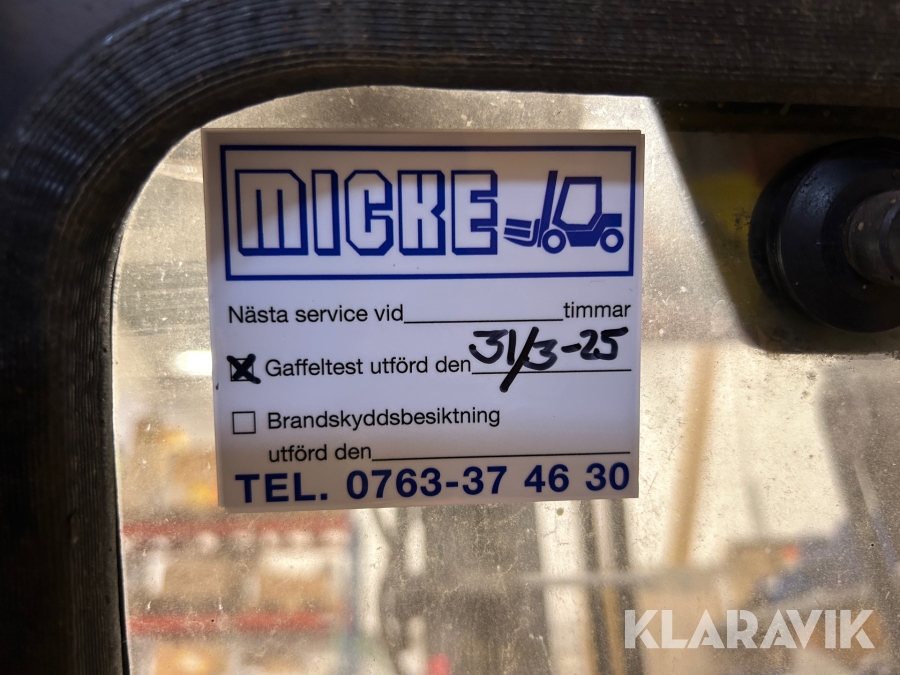 MICKE
Nästa service vid timmar
Gaffeltest utförd den 31/3-25
Brandskyddsbesiktning
utförd den
TEL. 0763-37 46 30
KLARAVIK